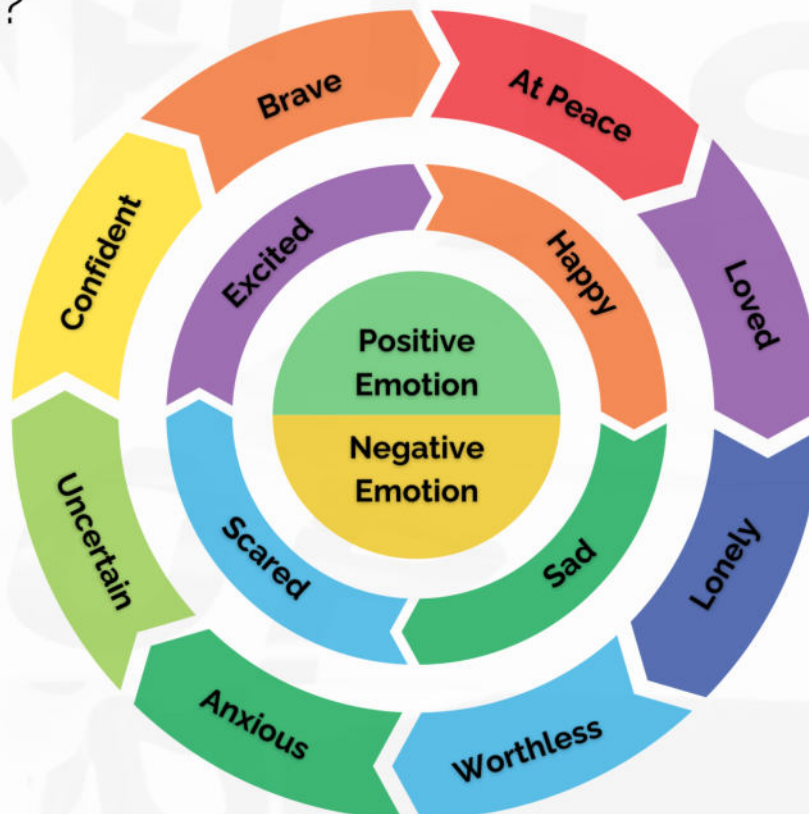 ?
Brave
At Peace
Confident
Excited
Happy
Loved
Positive
Emotion
Negative
Emotion
Uncertain
Scared
Sad
Lonely
Anxious
Worthless